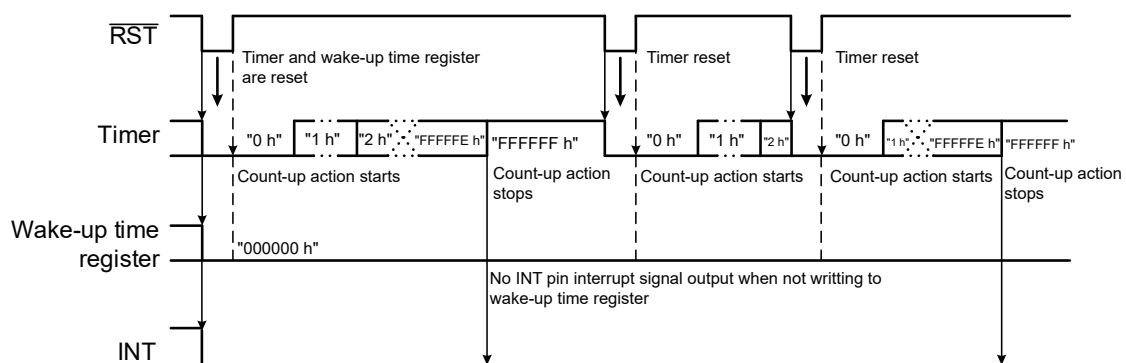 RST
Timer and wake-up time register
are reset
Timer reset
Timer reset
Timer
"0 h"
"1 h"
"2 h"
"FFFFFE h"
"FFFFFF h"
"0 h"
"1 h"
"2 h"
"0 h"
"1 h"
"FFFFFE h"
"FFFFFF h"
Count-up action starts
Count-up action
stops
Count-up action starts
Count-up action starts
Count-up action
stops
Wake-up time
register
"000000 h"
No INT pin interrupt signal output when not writting to
wake-up time register
INT